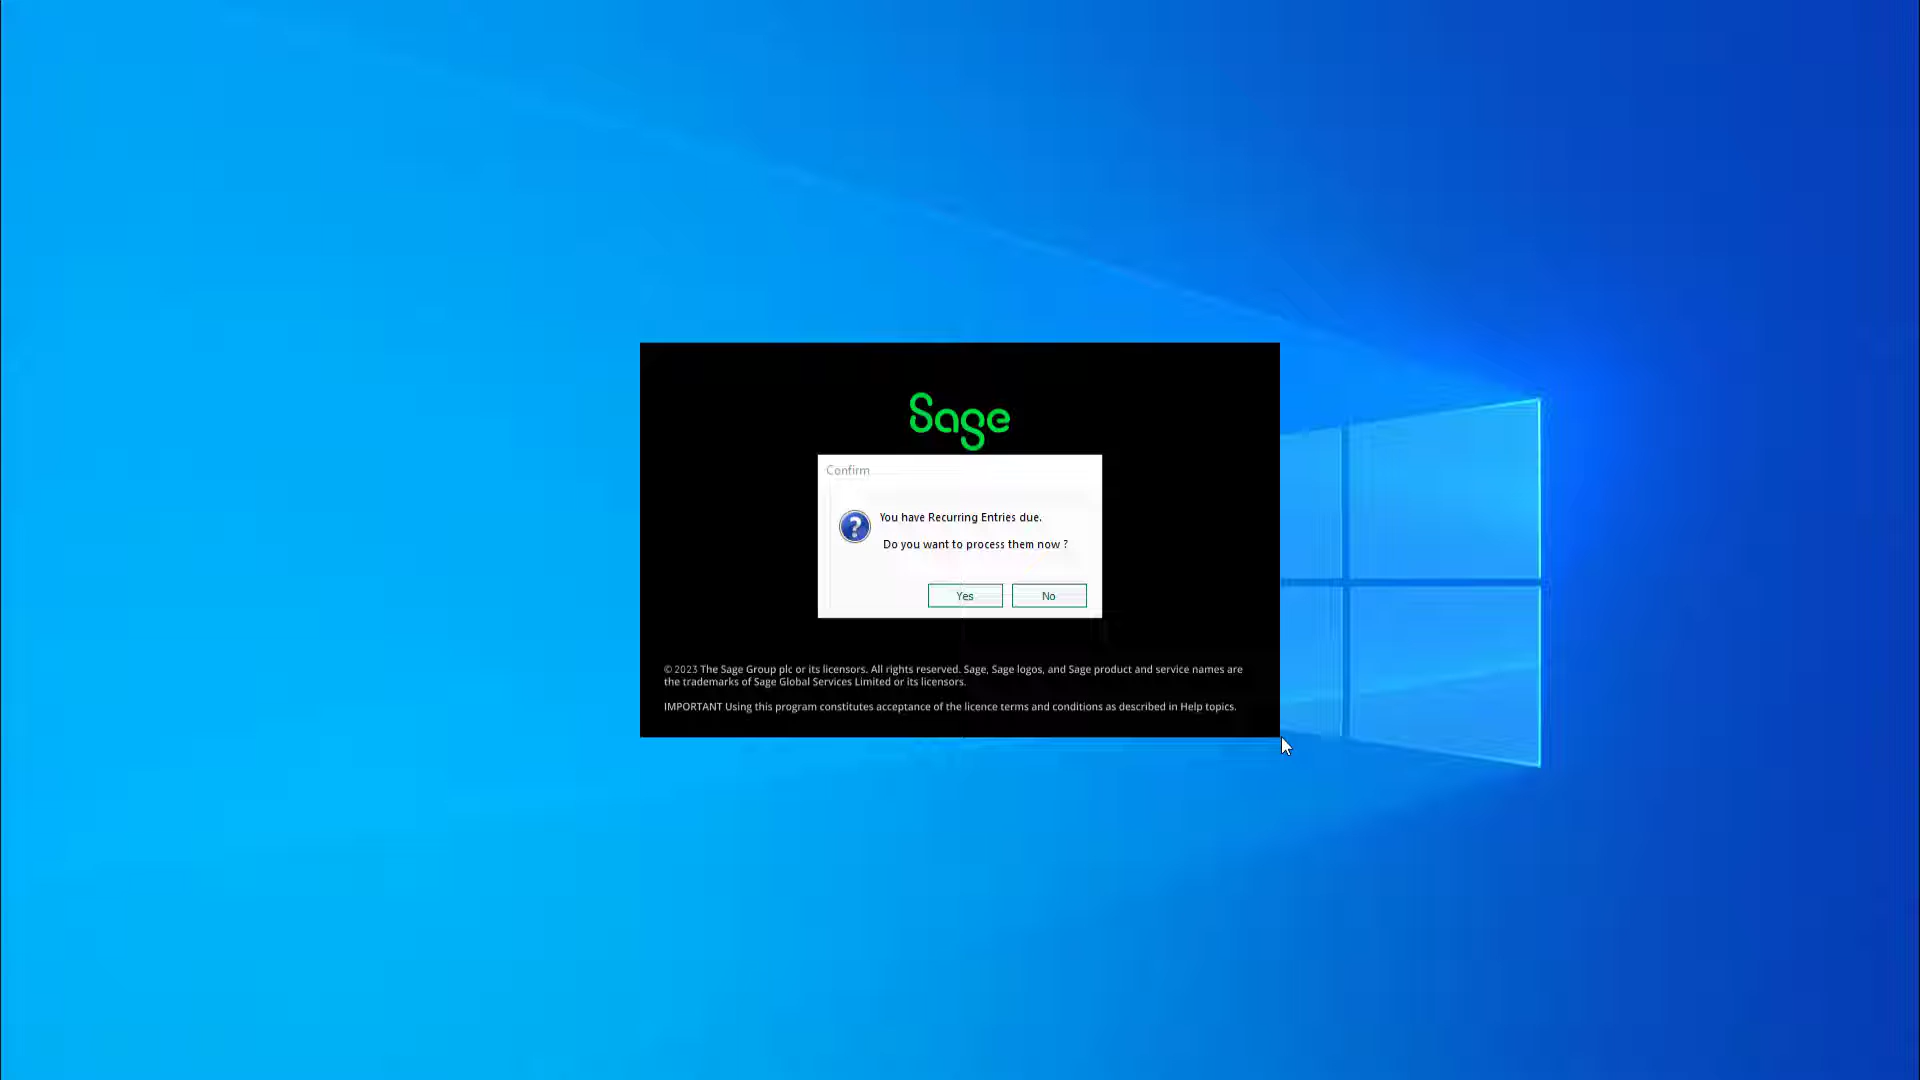 Sage
Confirm
You have Recurring Entries due.
Do you want to process them now ?
Yes
No
© 2023 The Sage Group plc or its licensors. All rights reserved. Sage, Sage logos, and Sage product and service names are
the trademarks of Sage Global Services Limited or its licensors.
IMPORTANT Using this program constitutes acceptance of the licence terms and conditions as described in Help topics.